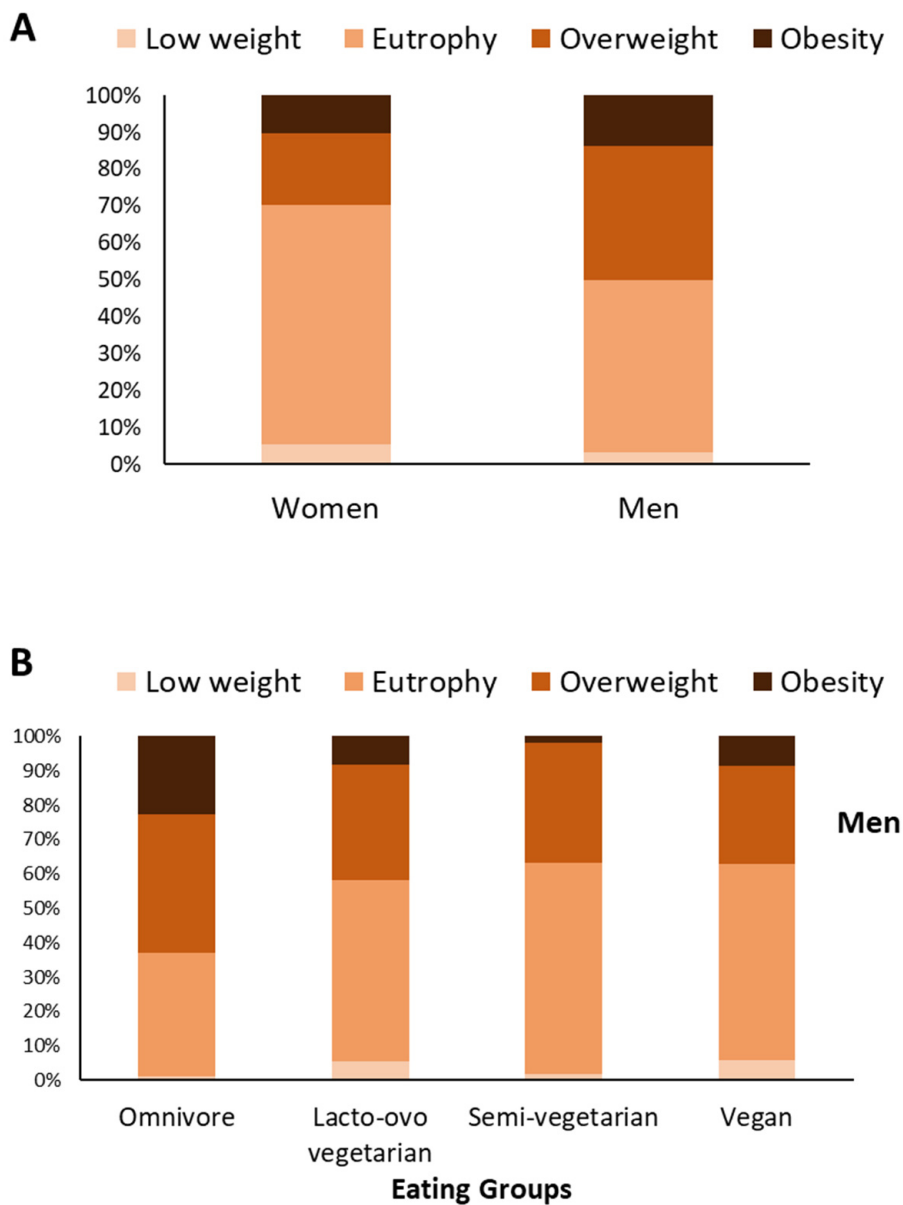 A
Low weight Eutrophy Overweight Obesity
100%
90%
80%
70%
60%
50%
40%
30%
20%
10%
0%
Women Men
B
Low weight Eutrophy Overweight Obesity
100%
90%
80%
70%
60%
50%
40%
30%
20%
10%
0%
Men
Omnivore Lacto-ovo Semi-vegetarian Vegan
vegetarian
Eating Groups